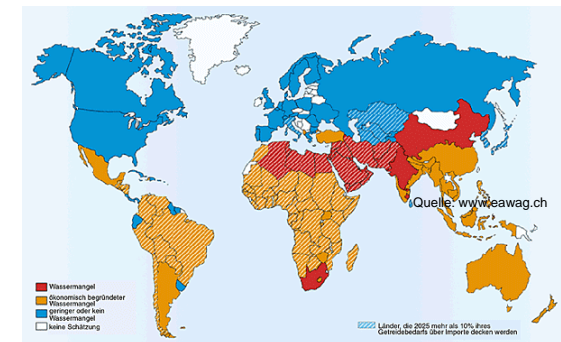 Quelle: www.eawag.ch
Wassermangel
ökonomisch begründeter
Wassermangel
geringer oder kein
Wassermangel
keine Schätzung
Länder, die 2025 mehr als 10% ihres
Getreidebedarfs über Importe decken werden